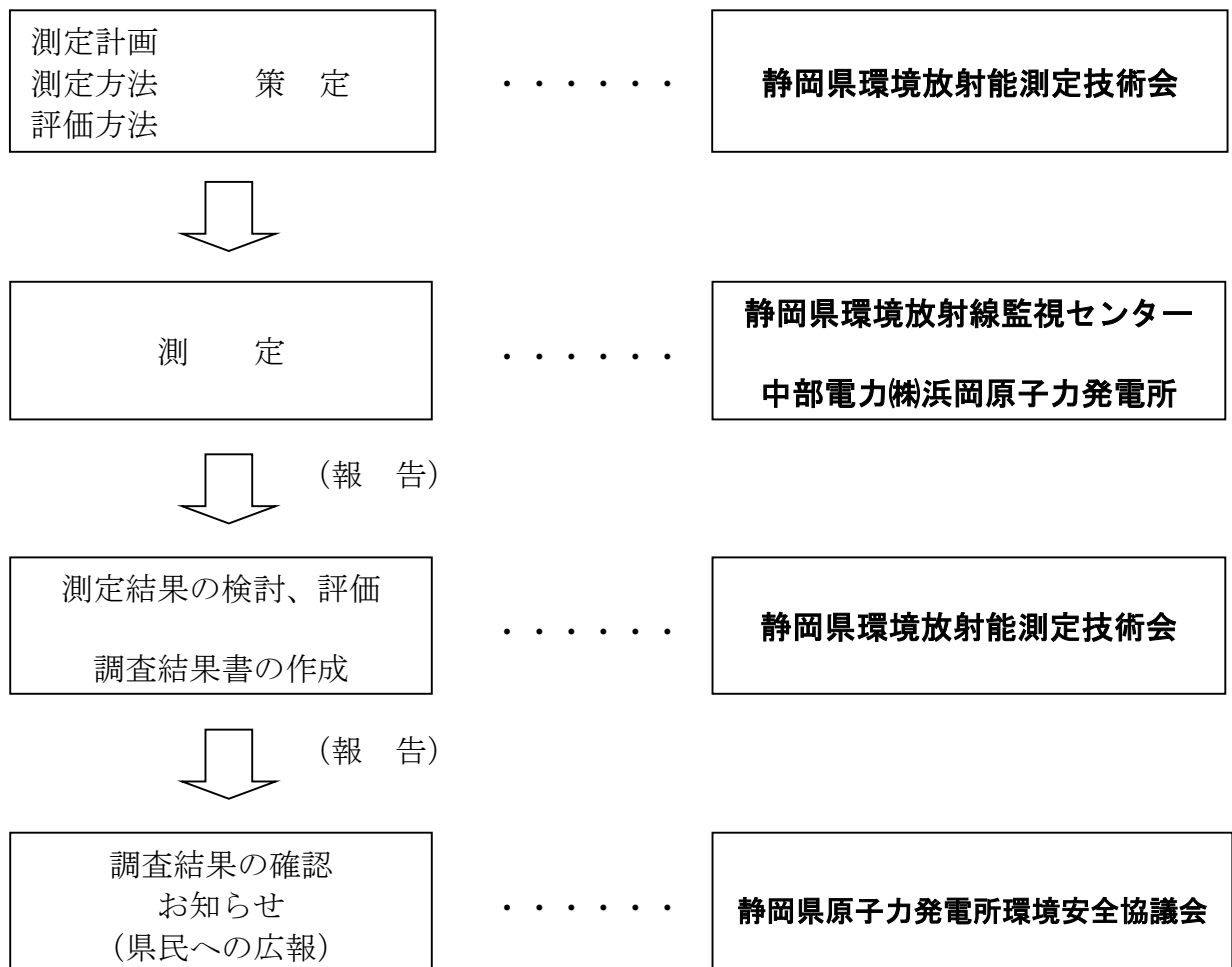 測定計画
測定方法　　　策　定
評価方法
・・・・・・
静岡県環境放射能測定技術会
測　　定
・・・・・・
静岡県環境放射線監視センター
中部電力㈱浜岡原子力発電所
（報　告）
測定結果の検討、評価
調査結果書の作成
・・・・・・
静岡県環境放射能測定技術会
（報　告）
調査結果の確認
お知らせ
（県民への広報）
・・・・・・
静岡県原子力発電所環境安全協議会